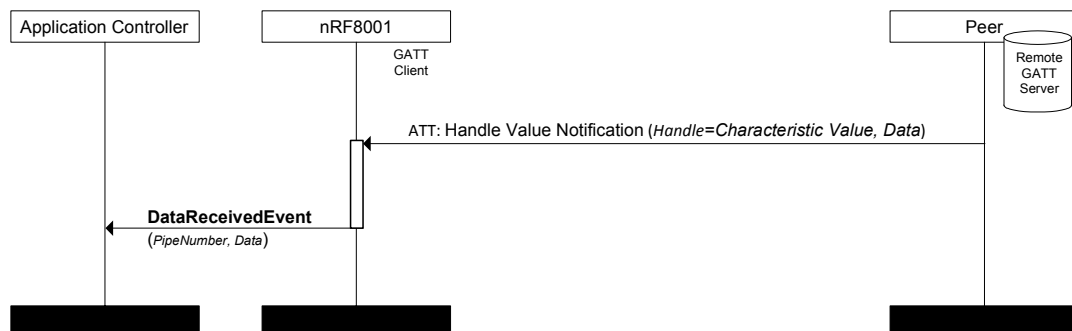 Application Controller
nRF8001
Peer
GATT
Client
Remote
GATT
Server
ATT: Handle Value Notification (Handle=Characteristic Value, Data)
DataReceivedEvent
(PipeNumber, Data)